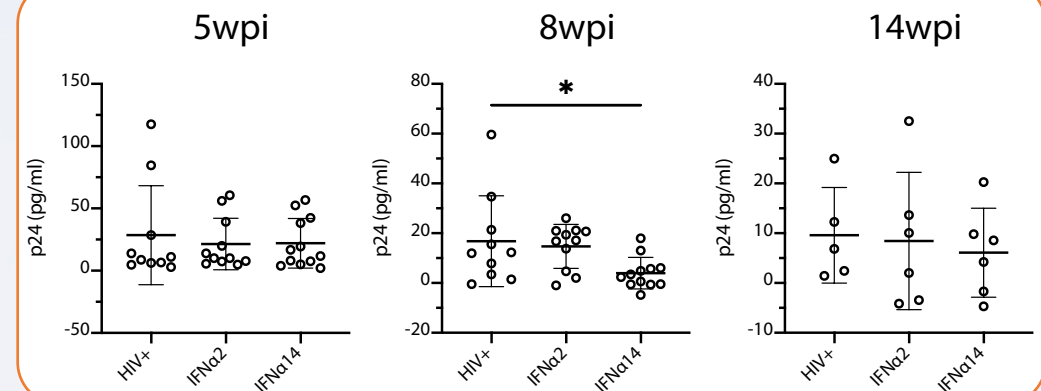 5wpi
8wpi
14wpi
p24 (pg/ml)
150
100
50
0
-50
HIV+
IFNα2
IFNα14
p24 (pg/ml)
80
60
40
20
0
-20
*
HIV+
IFNα2
IFNα14
p24 (pg/ml)
40
30
20
10
0
-10
HIV+
IFNα2
IFNα14